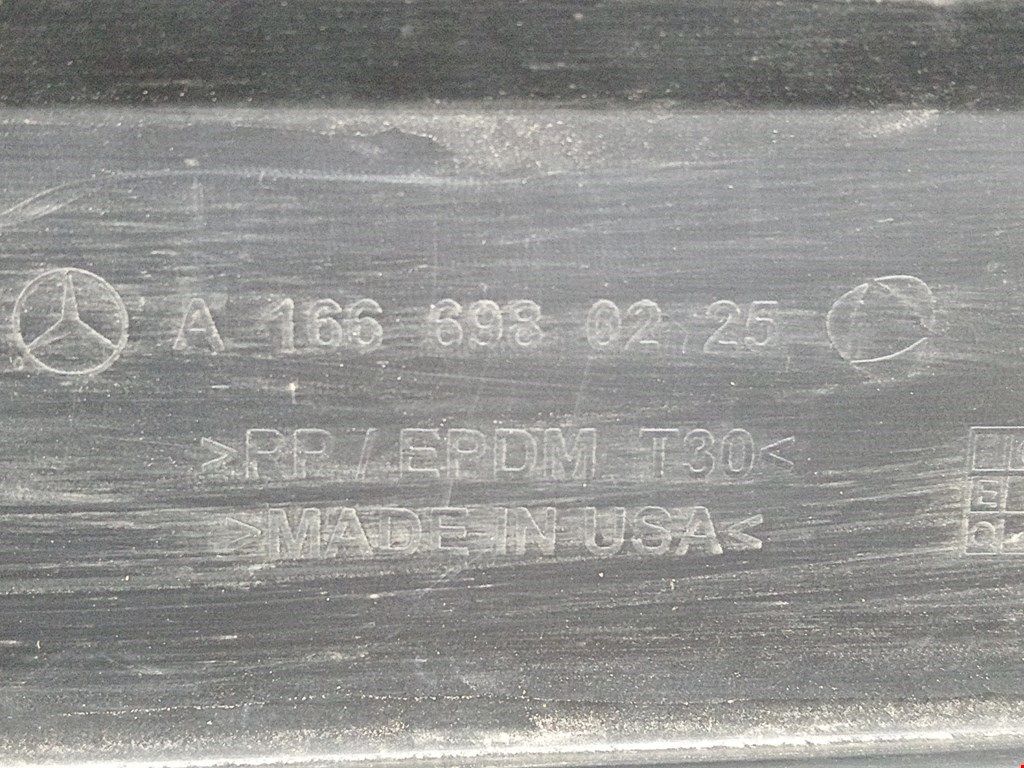 A 166 698 02 25
>PP / EPDM T30<
>MADE IN USA<
E